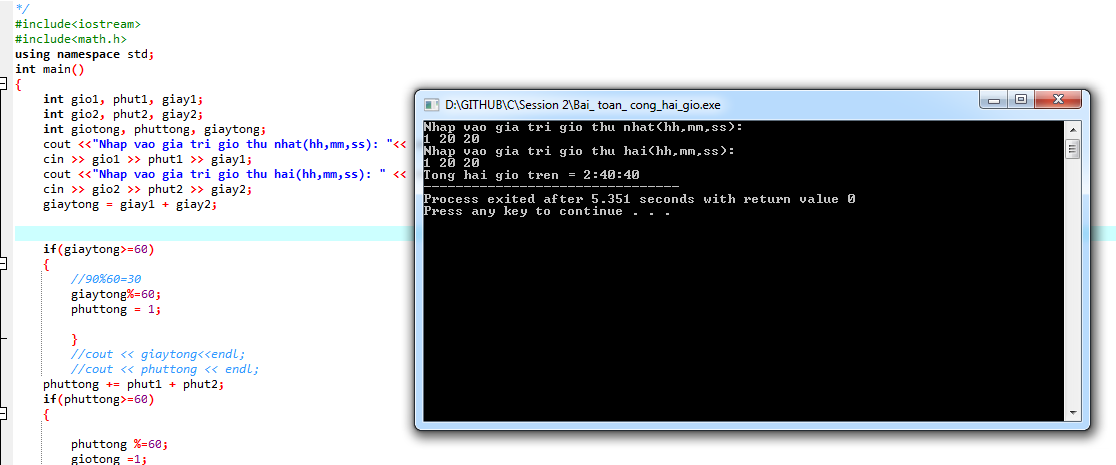 */
#include<iostream>
#include<math.h>
using namespace std;
int main()
{
int gio1, phut1, giay1;
int gio2, phut2, giay2;
int giotong, phuttong, giaytong;
cout <<"Nhap vao gia tri gio thu nhat(hh,mm,ss): "<<
cin >> gio1 >> phut1 >> giay1;
cout <<"Nhap vao gia tri gio thu hai(hh,mm,ss): " <<
cin >> gio2 >> phut2 >> giay2;
giaytong = giay1 + giay2;
if(giaytong>=60)
{
//90%60=30
giaytong%=60;
phuttong = 1;
}
//cout << giaytong<<endl;
//cout << phuttong << endl;
phuttong += phut1 + phut2;
if(phuttong>=60)
{
phuttong %=60;
giotong =1;
D:\GITHUB\C\Session 2\Bai_ toan_ cong_hai_gio.exe
Nhap vao gia tri gio thu nhat(hh,mm,ss):
1 20 20
Nhap vao gia tri gio thu hai(hh,mm,ss):
1 20 20
Tong hai gio tren = 2:40:40
--------------------------------
Process exited after 5.351 seconds with return value 0
Press any key to continue . . .